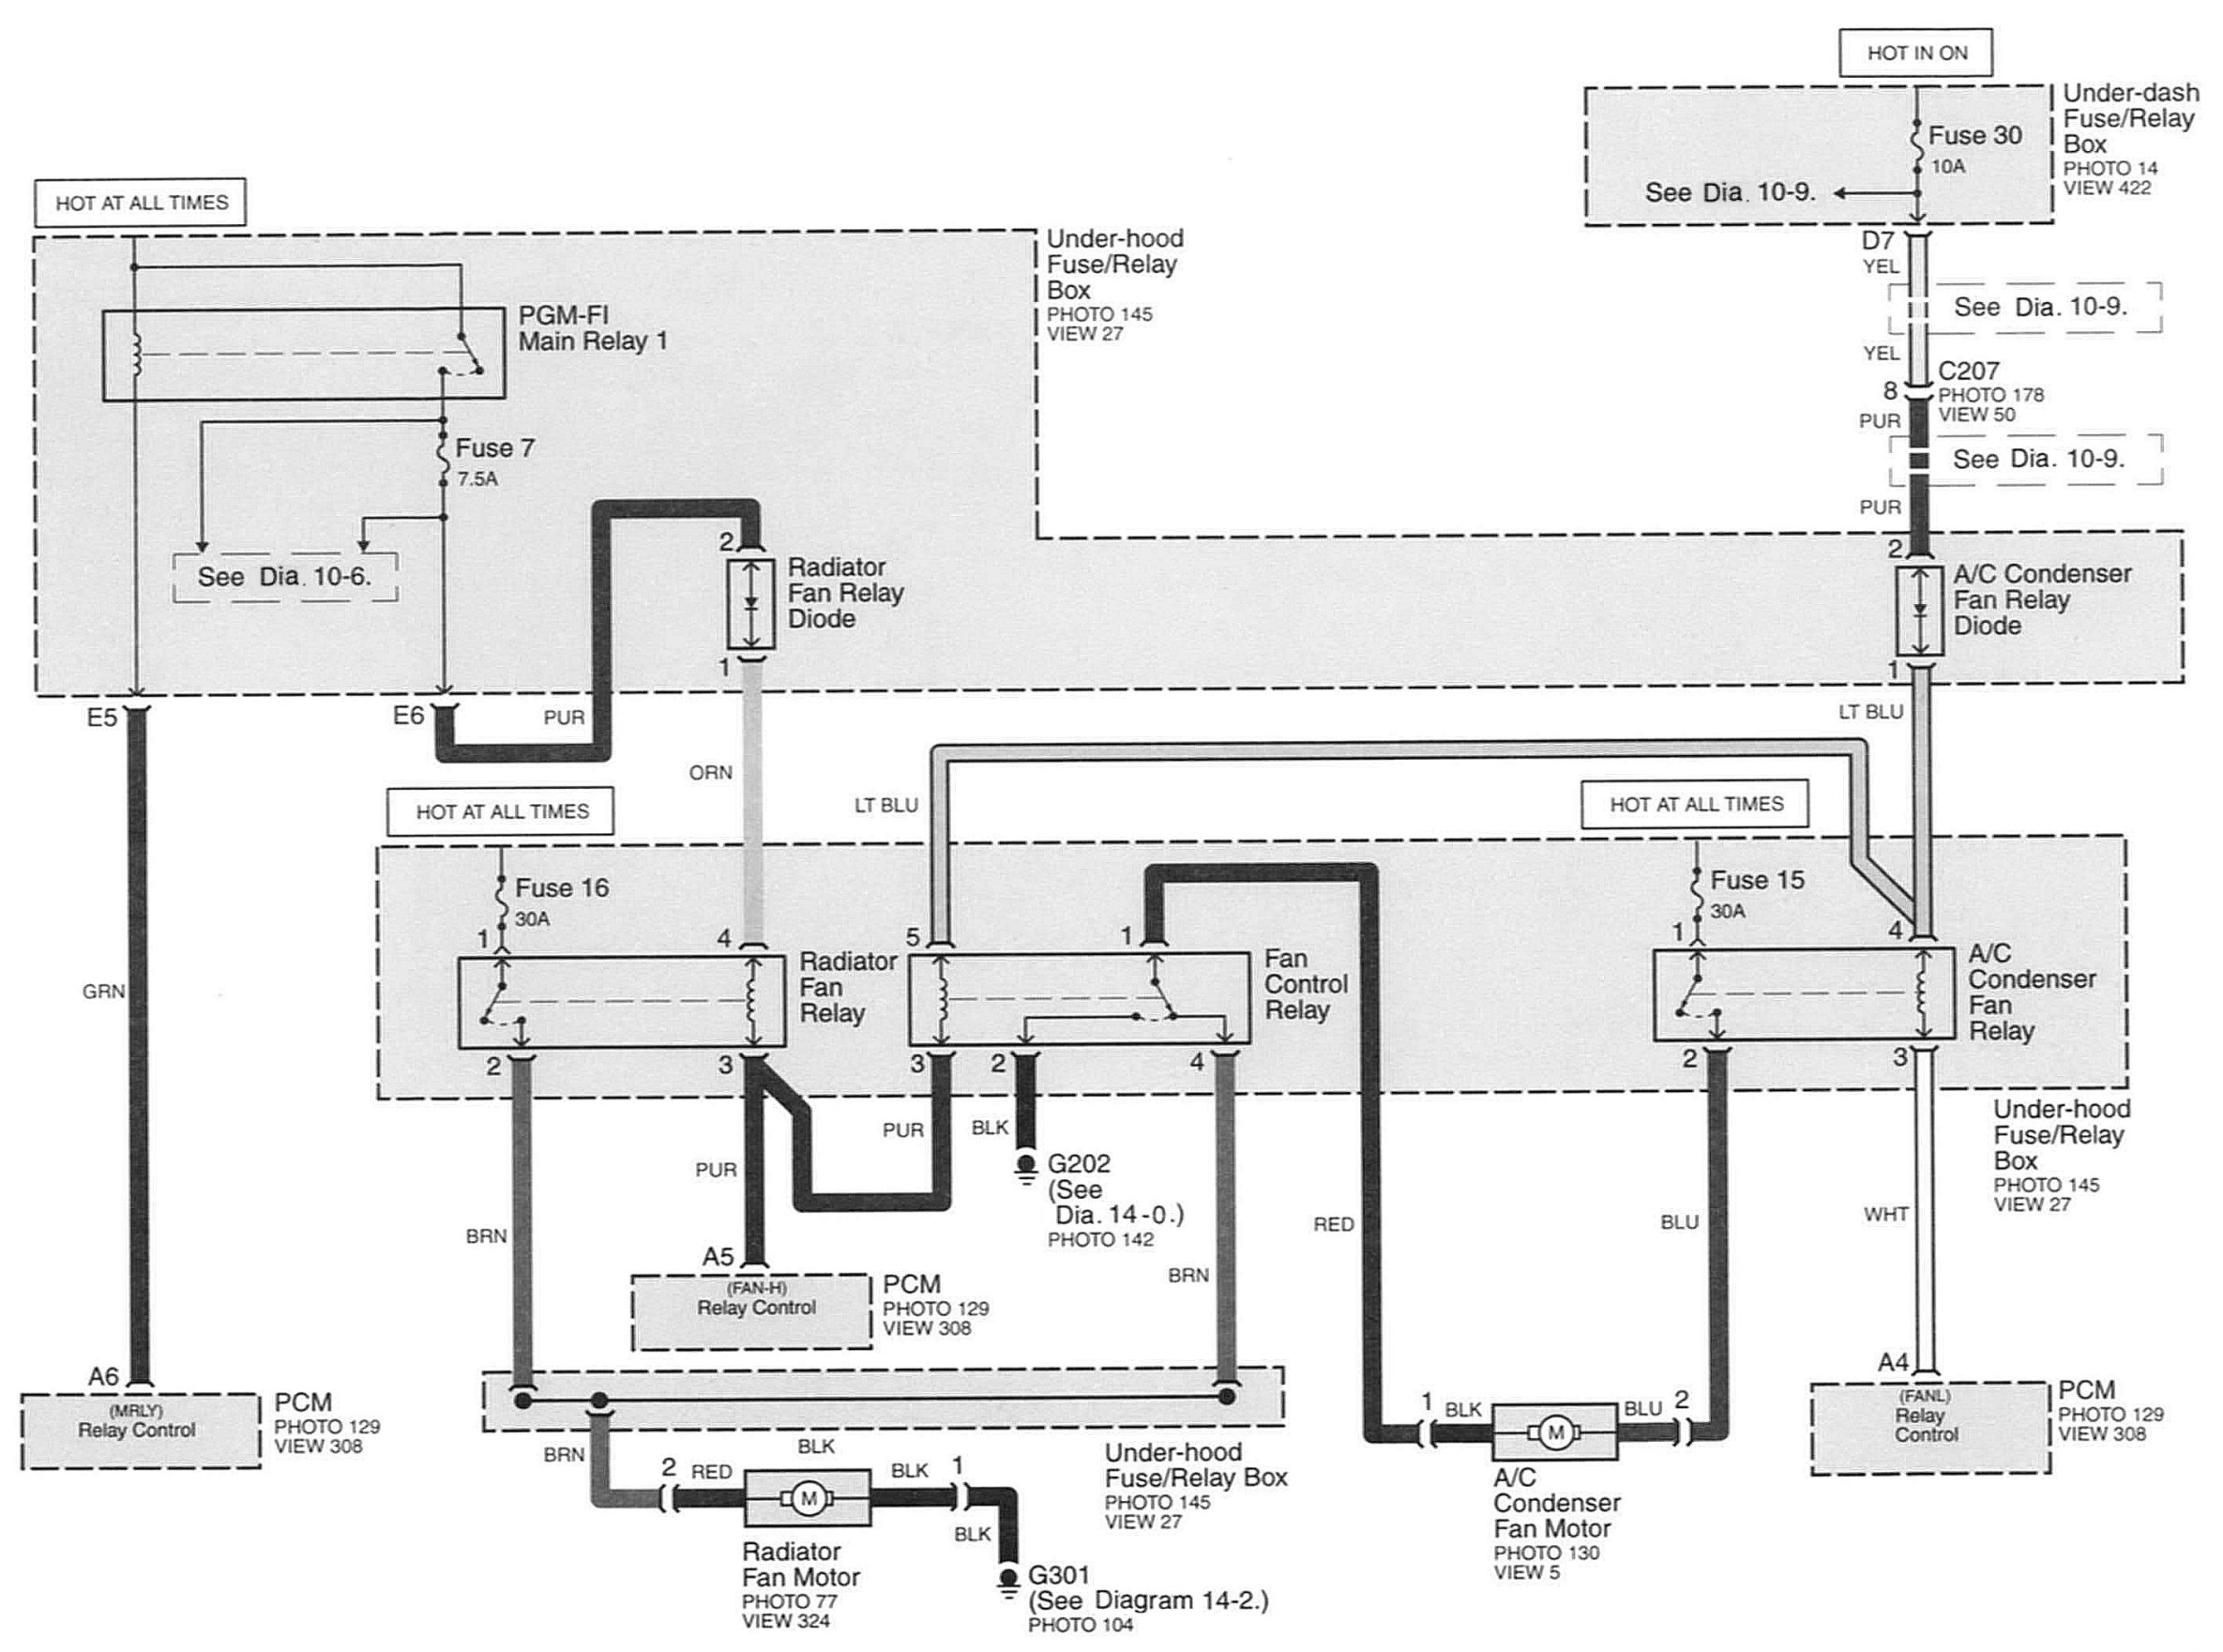 HOT IN ON
Under-dash
Fuse/Relay
Box
PHOTO 14
VIEW 422
Fuse 30
10A
See Dia. 10-9.
D7
YEL
See Dia. 10-9.
YEL
C207
8
PHOTO 178
VIEW 50
PUR
See Dia. 10-9.
PUR
HOT AT ALL TIMES
Under-hood
Fuse/Relay
Box
PHOTO 145
VIEW 27
PGM-FI
Main Relay 1
Fuse 7
7.5A
See Dia. 10-6.
2
Radiator
Fan Relay
Diode
1
2
A/C Condenser
Fan Relay
Diode
1
E5
E6
PUR
ORN
LT BLU
LT BLU
HOT AT ALL TIMES
HOT AT ALL TIMES
Fuse 16
30A
Fuse 15
30A
1
4
5
1
1
4
Radiator
Fan
Relay
Fan
Control
Relay
A/C
Condenser
Fan
Relay
GRN
2
3
3
2
4
2
3
PUR
PUR
BLK
G202
(See
Dia. 14-0.)
PHOTO 142
Under-hood
Fuse/Relay
Box
PHOTO 145
VIEW 27
BRN
BRN
RED
BLU
WHT
A5
(FAN-H)
Relay Control
PCM
PHOTO 129
VIEW 308
A6
(MRLY)
Relay Control
PCM
PHOTO 129
VIEW 308
A4
(FANL)
Relay
Control
PCM
PHOTO 129
VIEW 308
Under-hood
Fuse/Relay Box
PHOTO 145
VIEW 27
BRN
2
RED
BLK
BLK
1
BLK
Radiator
Fan Motor
PHOTO 77
VIEW 324
M
G301
(See Diagram 14-2.)
PHOTO 104
1
BLK
M
BLU
2
A/C
Condenser
Fan Motor
PHOTO 130
VIEW 5